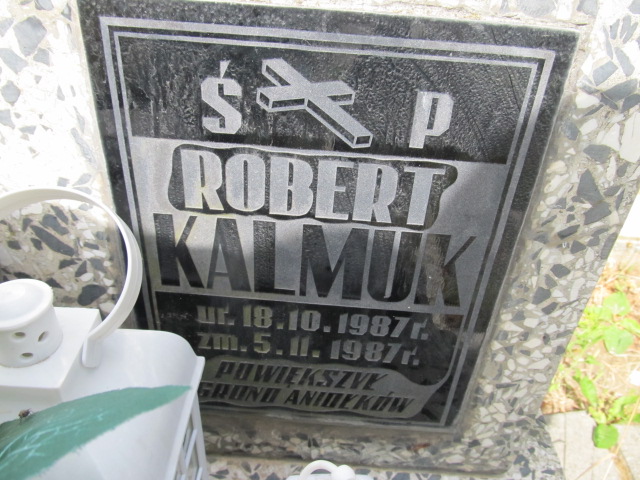 Ś P
ROBERT
KALMUK
ur. 18.10.1987r.
zm. 5.11.1987r.
POWIĘKSZYŁ
GRONO ANIOŁKÓW